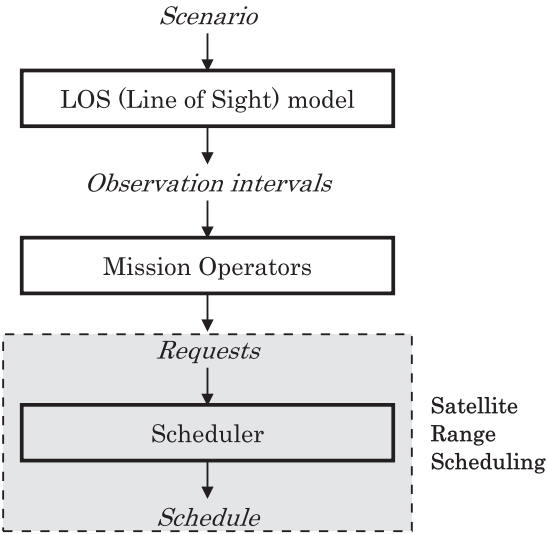 Scenario
LOS (Line of Sight) model
Observation intervals
Mission Operators
Requests
Scheduler
Schedule
Satellite
Range
Scheduling